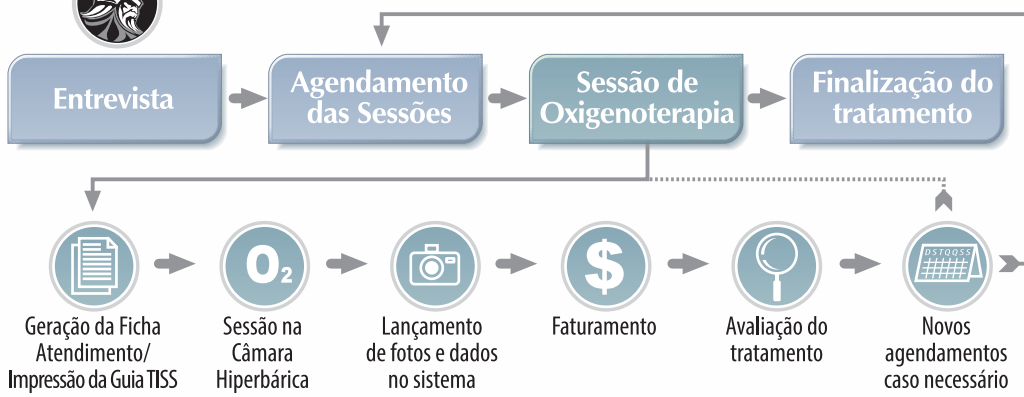 Entrevista
Agendamento
das Sessões
Sessão de
Oxigenoterapia
Finalização do
tratamento
Geração da Ficha
Atendimento/
Impressão da Guia TISS
O2
Sessão na
Câmara
Hiperbárica
Lançamento
de fotos e dados
no sistema
$
Faturamento
Avaliação do
tratamento
DSTQQSS
Novos
agendamentos
caso necessário